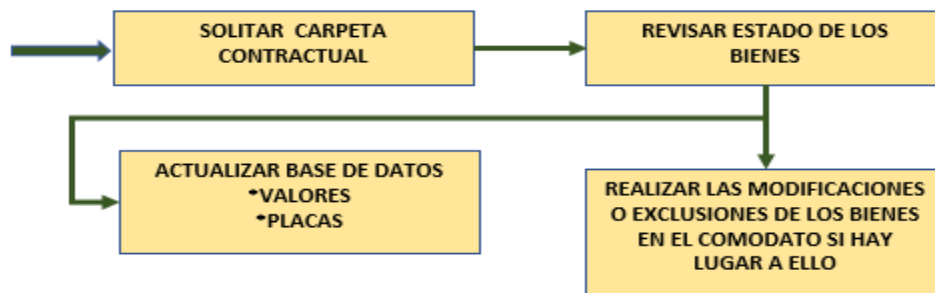 SOLITAR CARPETA
CONTRACTUAL
REVISAR ESTADO DE LOS
BIENES
ACTUALIZAR BASE DE DATOS
*VALORES
*PLACAS
REALIZAR LAS MODIFICACIONES
O EXCLUSIONES DE LOS BIENES
EN EL COMODATO SI HAY
LUGAR A ELLO